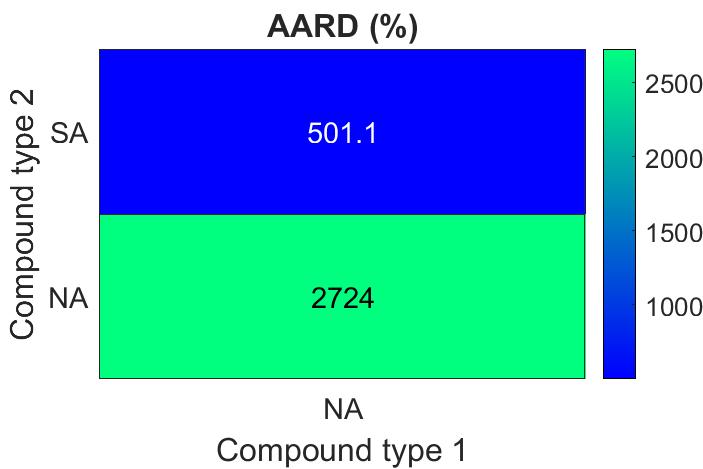 AARD (%)
Compound type 2
SA
501.1
NA
2724
2500
2000
1500
1000
NA
Compound type 1